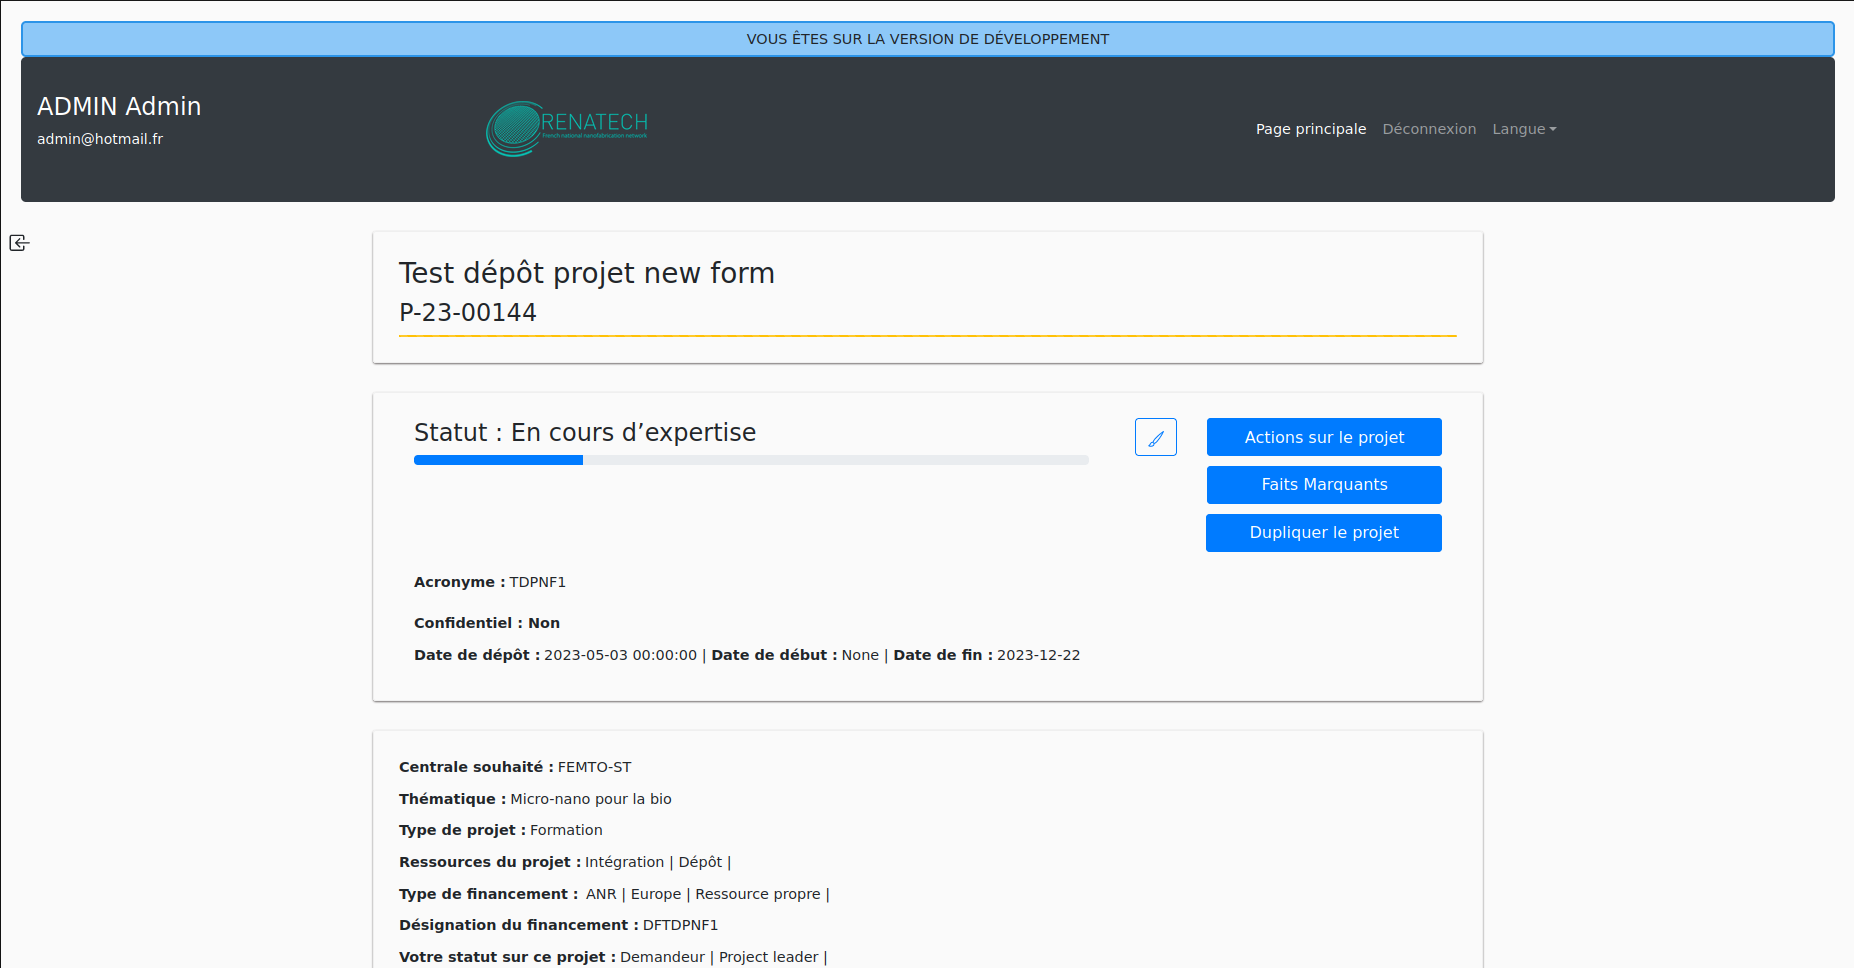 VOUS ÊTES SUR LA VERSION DE DÉVELOPPEMENT
ADMIN Admin
admin@hotmail.fr
RENATECH
French national nanofabrication network
Page principale Déconnexion Langue
Test dépôt projet new form
P-23-00144
Statut : En cours d’expertise
Actions sur le projet
Faits Marquants
Dupliquer le projet
Acronyme : TDPNF1
Confidentiel : Non
Date de dépôt : 2023-05-03 00:00:00 | Date de début : None | Date de fin : 2023-12-22
Centrale souhaité : FEMTO-ST
Thématique : Micro-nano pour la bio
Type de projet : Formation
Ressources du projet : Intégration | Dépôt |
Type de financement : ANR | Europe | Ressource propre |
Désignation du financement : DFTDPNF1
Votre statut sur ce projet : Demandeur | Project leader |